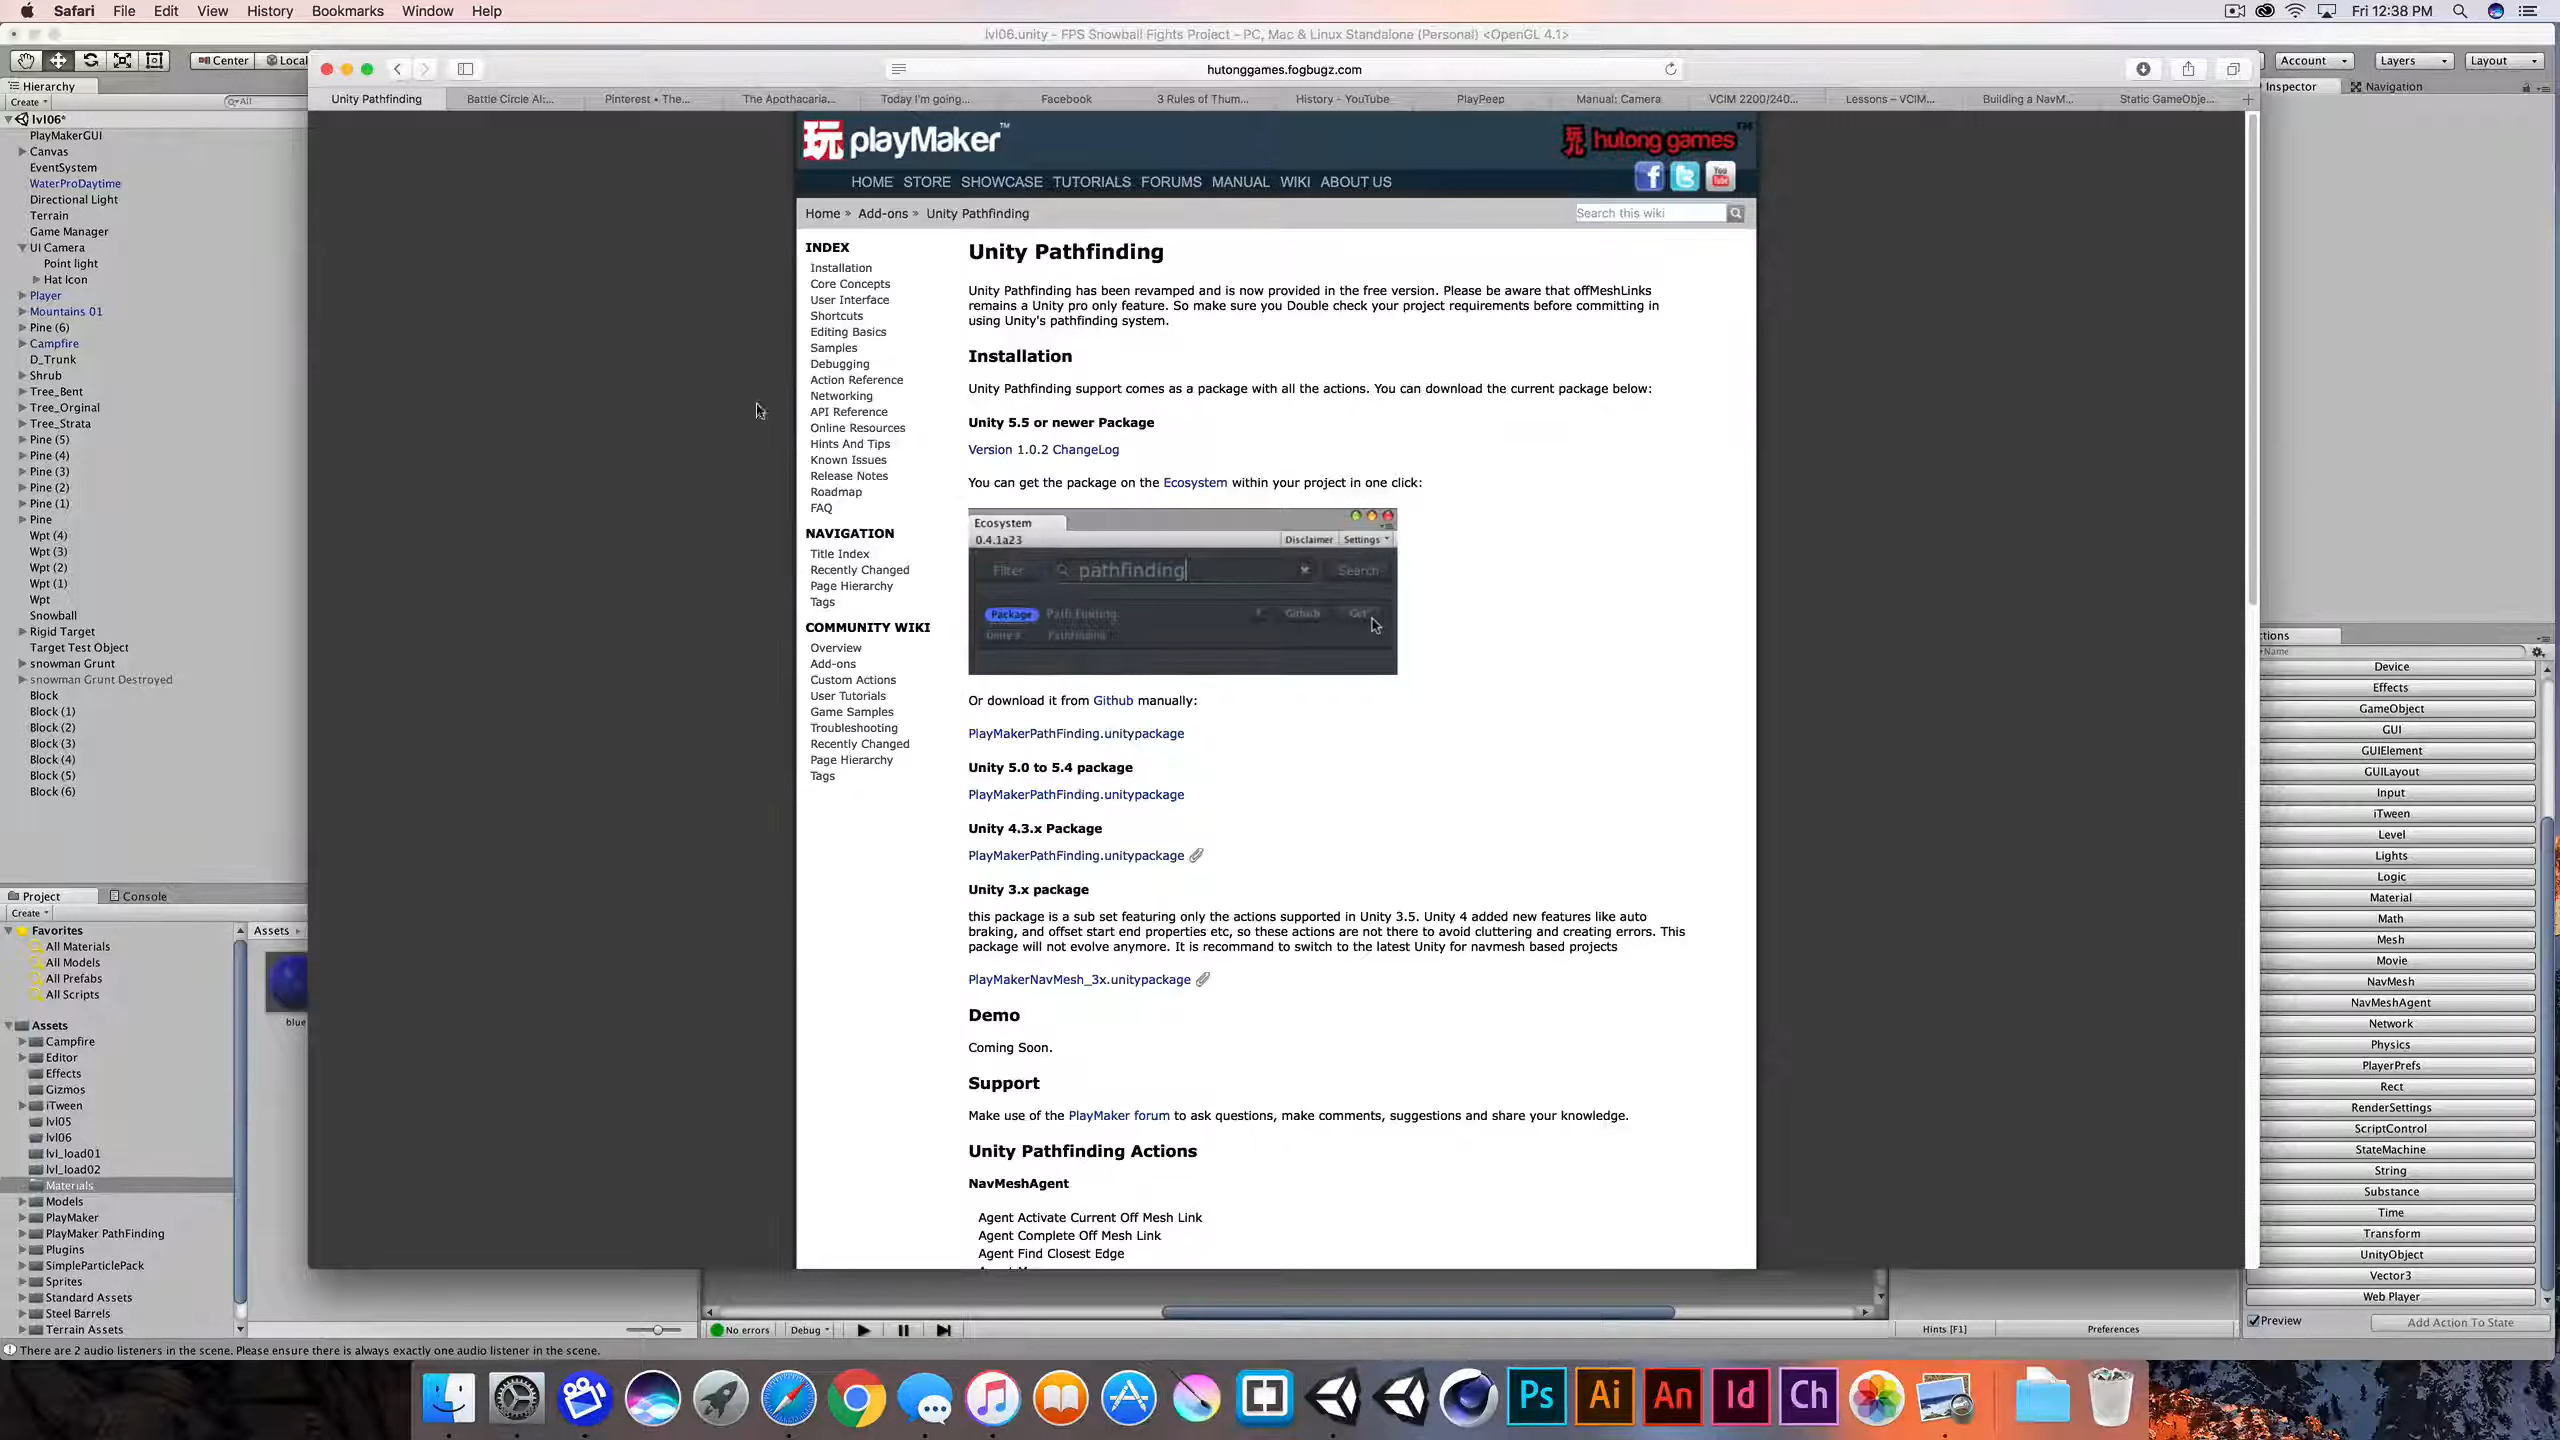 Safari File Edit View History Bookmarks Window Help
Fri 12:38 PM
lvl06.unity - FPS Snowball Fights Project - PC, Mac & Linux Standalone (Personal) <OpenGL 4.1>
Center Local
Account Layers Layout
hutonggames.fogbugz.com
Hierarchy
Inspector Navigation
Create All
Unity Pathfinding Battle Circle AI:... Pinterest • The... The Apothacaria... Today I'm going... Facebook 3 Rules of Thum... History - YouTube PlayPeep Manual: Camera VCIM 2200/240... Lessons – VCIM... Building a NavM... Static GameObje...
lvl06*
PlayMakerGUI
Canvas
EventSystem
WaterProDaytime
Directional Light
Terrain
Game Manager
UI Camera
Point light
Hat Icon
Player
Mountains 01
Pine (6)
Campfire
D_Trunk
Shrub
Tree_Bent
Tree_Orginal
Tree_Strata
Pine (5)
Pine (4)
Pine (3)
Pine (2)
Pine (1)
Pine
Wpt (4)
Wpt (3)
Wpt (2)
Wpt (1)
Wpt
Snowball
Rigid Target
Target Test Object
snowman Grunt
snowman Grunt Destroyed
Block
Block (1)
Block (2)
Block (3)
Block (4)
Block (5)
Block (6)
玩 playMaker™
玩 hutong games™
HOME STORE SHOWCASE TUTORIALS FORUMS MANUAL WIKI ABOUT US
You Tube
Home » Add-ons » Unity Pathfinding
Search this wiki
INDEX
Installation
Core Concepts
User Interface
Shortcuts
Editing Basics
Samples
Debugging
Action Reference
Networking
API Reference
Online Resources
Hints And Tips
Known Issues
Release Notes
Roadmap
FAQ
NAVIGATION
Title Index
Recently Changed
Page Hierarchy
Tags
COMMUNITY WIKI
Overview
Add-ons
Custom Actions
User Tutorials
Game Samples
Troubleshooting
Recently Changed
Page Hierarchy
Tags
Unity Pathfinding
Unity Pathfinding has been revamped and is now provided in the free version. Please be aware that offMeshLinks
remains a Unity pro only feature. So make sure you Double check your project requirements before committing in
using Unity's pathfinding system.
Installation
Unity Pathfinding support comes as a package with all the actions. You can download the current package below:
Unity 5.5 or newer Package
Version 1.0.2 ChangeLog
You can get the package on the Ecosystem within your project in one click:
Ecosystem
0.4.1a23 Disclaimer Settings
Filter pathfinding Search
Package Path Finding Github Get
Pathfinding
Or download it from Github manually:
PlayMakerPathFinding.unitypackage
Unity 5.0 to 5.4 package
PlayMakerPathFinding.unitypackage
Unity 4.3.x Package
PlayMakerPathFinding.unitypackage
Unity 3.x package
this package is a sub set featuring only the actions supported in Unity 3.5. Unity 4 added new features like auto
braking, and offset start end properties etc, so these actions are not there to avoid cluttering and creating errors. This
package will not evolve anymore. It is recommand to switch to the latest Unity for navmesh based projects
PlayMakerNavMesh_3x.unitypackage
Demo
Coming Soon.
Support
Make use of the PlayMaker forum to ask questions, make comments, suggestions and share your knowledge.
Unity Pathfinding Actions
NavMeshAgent
Agent Activate Current Off Mesh Link
Agent Complete Off Mesh Link
Agent Find Closest Edge
Name
Device
Effects
GameObject
GUI
GUIElement
GUILayout
Input
iTween
Level
Lights
Logic
Material
Math
Mesh
Movie
NavMesh
NavMeshAgent
Network
Physics
PlayerPrefs
Rect
RenderSettings
ScriptControl
StateMachine
String
Substance
Time
Transform
UnityObject
Vector3
Web Player
Preview Add Action To State
Project Console
Create
Favorites
All Materials
All Models
All Prefabs
All Scripts
Assets
Campfire
Editor
Effects
Gizmos
iTween
lvl05
lvl06
lvl_load01
lvl_load02
Materials
Models
PlayMaker
PlayMaker PathFinding
Plugins
SimpleParticlePack
Sprites
Standard Assets
Steel Barrels
Terrain Assets
Assets
blue
No errors Debug Hints [F1] Preferences
There are 2 audio listeners in the scene. Please ensure there is always exactly one audio listener in the scene.
Ps Ai An Id Ch